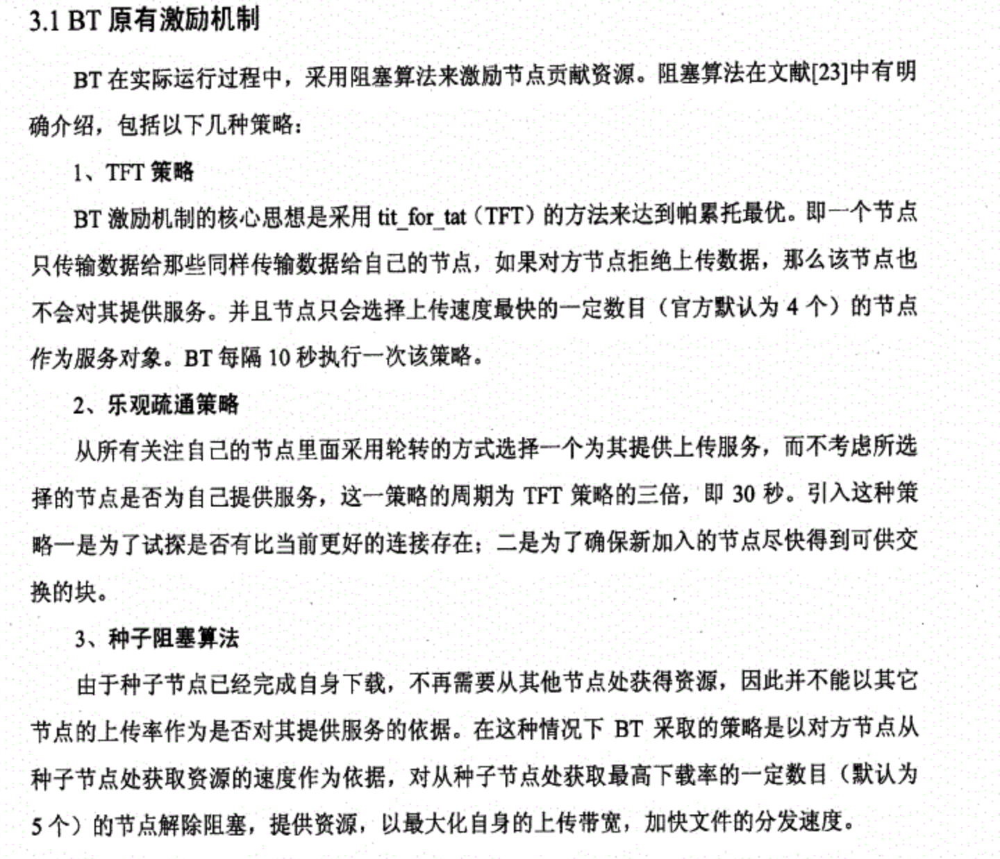 3.1 BT 原有激励机制
BT 在实际运行过程中，采用阻塞算法来激励节点贡献资源。阻塞算法在文献[23]中有明
确介绍，包括以下几种策略：
1、TFT 策略
BT 激励机制的核心思想是采用 tit_for_tat（TFT）的方法来达到帕累托最优。即一个节点
只传输数据给那些同样传输数据给自己的节点，如果对方节点拒绝上传数据，那么该节点也
不会对其提供服务。并且节点只会选择上传速度最快的一定数目（官方默认为 4 个）的节点
作为服务对象。BT 每隔 10 秒执行一次该策略。
2、乐观疏通策略
从所有关注自己的节点里面采用轮转的方式选择一个为其提供上传服务，而不考虑所选
择的节点是否为自己提供服务，这一策略的周期为 TFT 策略的三倍，即 30 秒。引入这种策
略一是为了试探是否有比当前更好的连接存在；二是为了确保新加入的节点尽快得到可供交
换的块。
3、种子阻塞算法
由于种子节点已经完成自身下载，不再需要从其他节点处获得资源，因此并不能以其它
节点的上传率作为是否对其提供服务的依据。在这种情况下 BT 采取的策略是以对方节点从
种子节点处获取资源的速度作为依据，对从种子节点处获取最高下载率的一定数目（默认为
5 个）的节点解除阻塞，提供资源，以最大化自身的上传带宽，加快文件的分发速度。